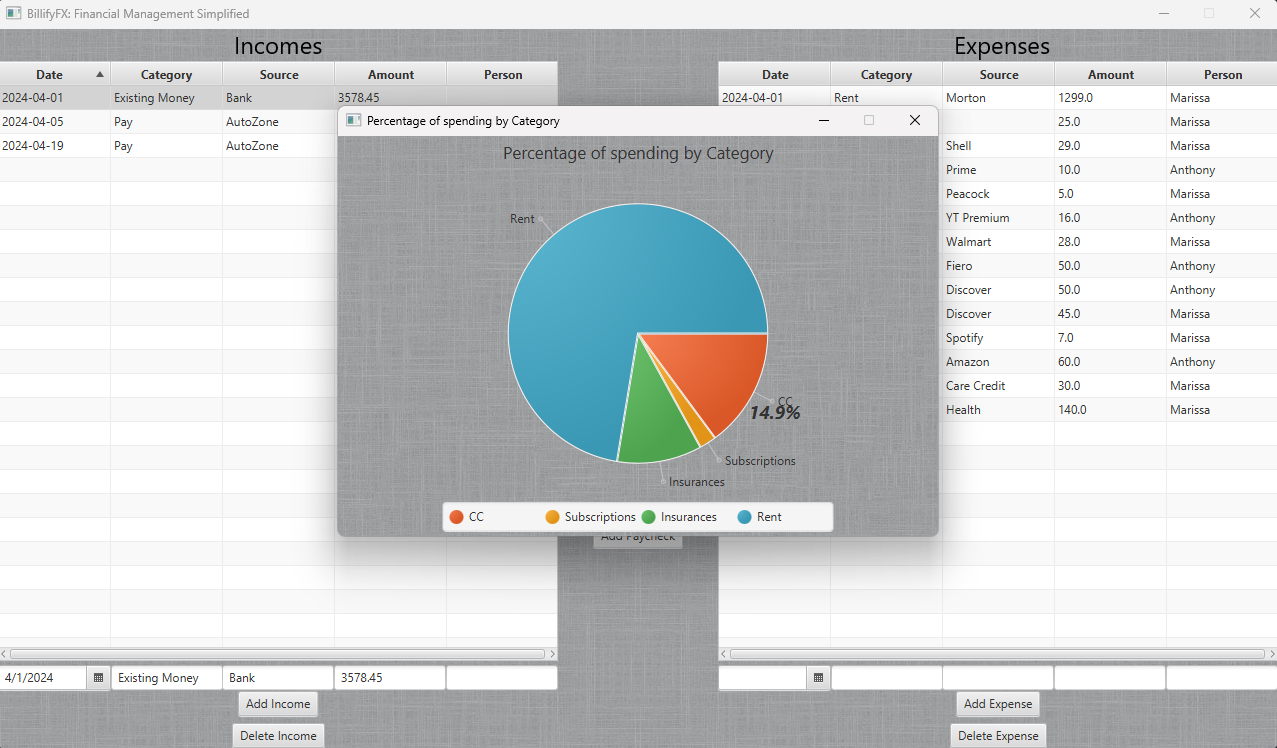 BillifyFX: Financial Management Simplified
Incomes
Expenses
Date Category Source Amount Person
Date Category Source Amount Person
2024-04-01 Existing Money Bank 3578.45
2024-04-01 Rent Morton 1299.0 Marissa
2024-04-05 Pay AutoZone
25.0 Marissa
2024-04-19 Pay AutoZone
Shell 29.0 Marissa
Prime 10.0 Anthony
Peacock 5.0 Marissa
YT Premium 16.0 Anthony
Walmart 28.0 Marissa
Fiero 50.0 Anthony
Discover 50.0 Anthony
Discover 45.0 Marissa
Spotify 7.0 Marissa
Amazon 60.0 Anthony
Care Credit 30.0 Marissa
Health 140.0 Marissa
Percentage of spending by Category
Percentage of spending by Category
Rent
CC
14.9%
Subscriptions
Insurances
CC Subscriptions Insurances Rent
Add Paycheck
4/1/2024 Existing Money Bank 3578.45
Add Income
Add Expense
Delete Income
Delete Expense